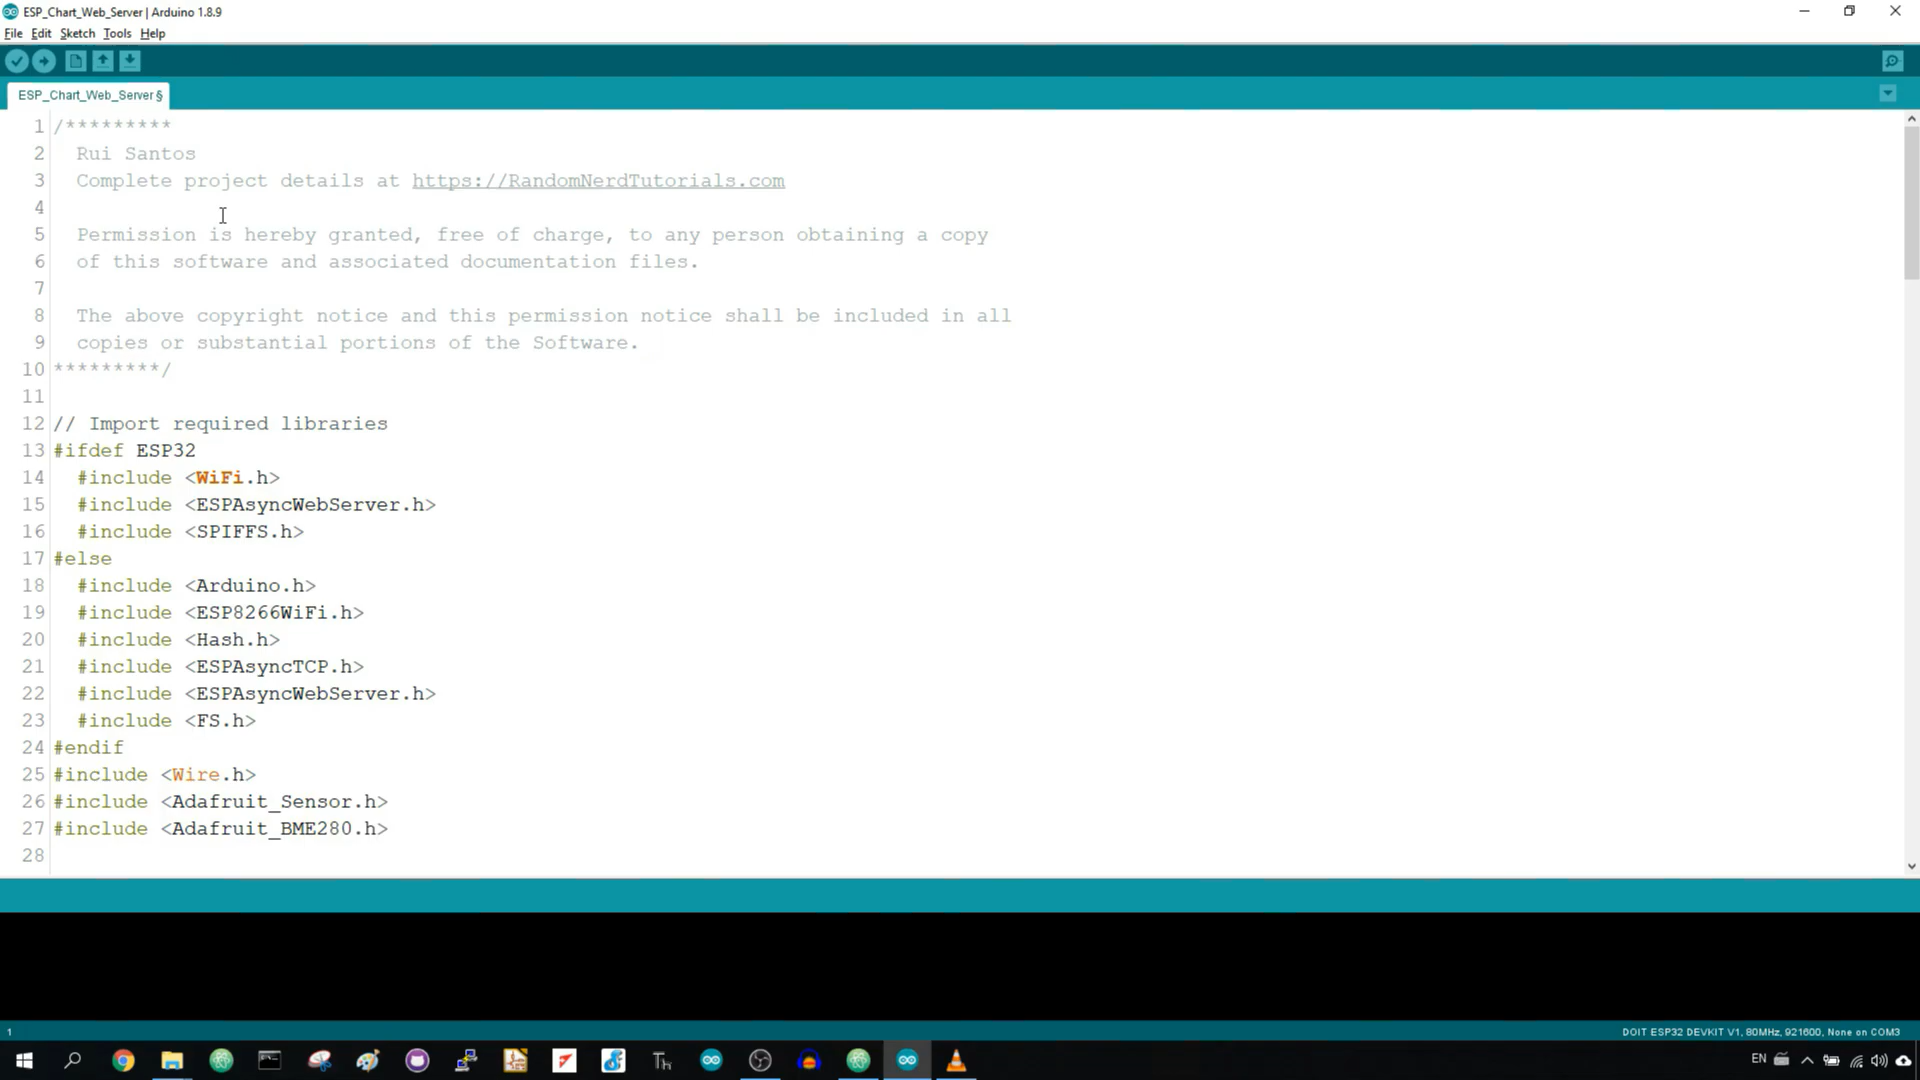 ESP_Chart_Web_Server | Arduino 1.8.9
File Edit Sketch Tools Help
ESP_Chart_Web_Server §
1 /*********
2 Rui Santos
3 Complete project details at https://RandomNerdTutorials.com
4
5 Permission is hereby granted, free of charge, to any person obtaining a copy
6 of this software and associated documentation files.
7
8 The above copyright notice and this permission notice shall be included in all
9 copies or substantial portions of the Software.
10 *********/
11
12 // Import required libraries
13 #ifdef ESP32
14 #include <WiFi.h>
15 #include <ESPAsyncWebServer.h>
16 #include <SPIFFS.h>
17 #else
18 #include <Arduino.h>
19 #include <ESP8266WiFi.h>
20 #include <Hash.h>
21 #include <ESPAsyncTCP.h>
22 #include <ESPAsyncWebServer.h>
23 #include <FS.h>
24 #endif
25 #include <Wire.h>
26 #include <Adafruit_Sensor.h>
27 #include <Adafruit_BME280.h>
28
1 DOIT ESP32 DEVKIT V1, 80MHz, 921600, None on COM3
Th EN